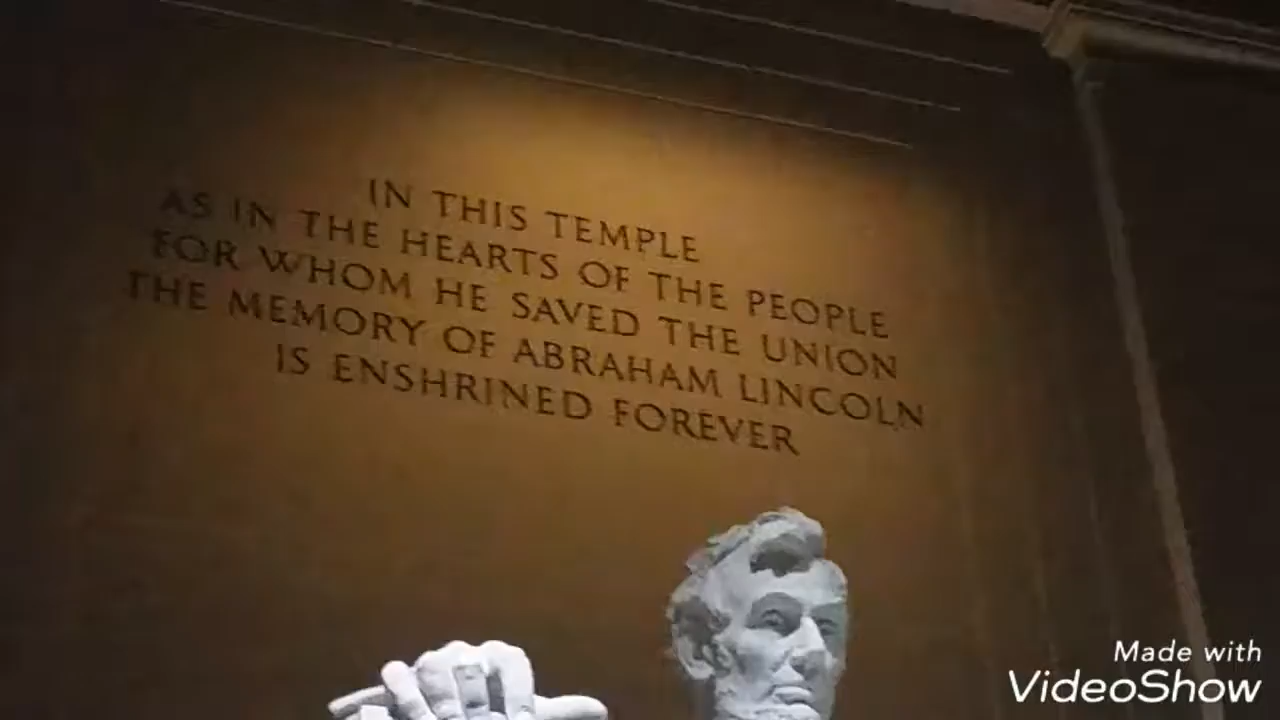 IN THIS TEMPLE
AS IN THE HEARTS OF THE PEOPLE
FOR WHOM HE SAVED THE UNION
THE MEMORY OF ABRAHAM LINCOLN
IS ENSHRINED FOREVER
Made with
VideoShow